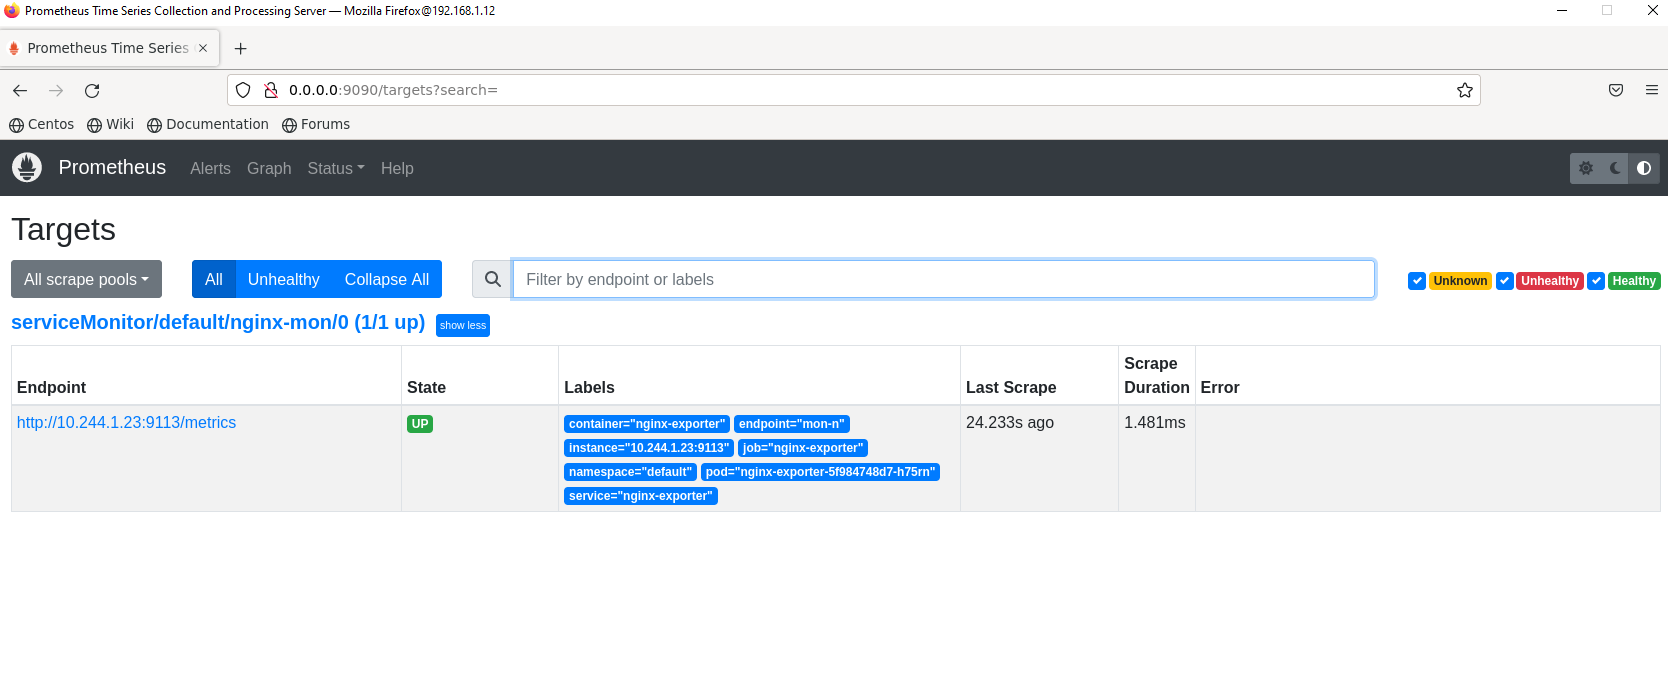 Prometheus Time Series Collection and Processing Server — Mozilla Firefox@192.168.1.12
Prometheus Time Series
0.0.0.0:9090/targets?search=
Centos Wiki Documentation Forums
Prometheus Alerts Graph Status Help
Targets
All scrape pools All Unhealthy Collapse All Filter by endpoint or labels Unknown Unhealthy Healthy
serviceMonitor/default/nginx-mon/0 (1/1 up) show less
Endpoint State Labels Last Scrape Scrape Duration Error
http://10.244.1.23:9113/metrics UP container="nginx-exporter" endpoint="mon-n" 24.233s ago 1.481ms
instance="10.244.1.23:9113" job="nginx-exporter"
namespace="default" pod="nginx-exporter-5f984748d7-h75rn"
service="nginx-exporter"